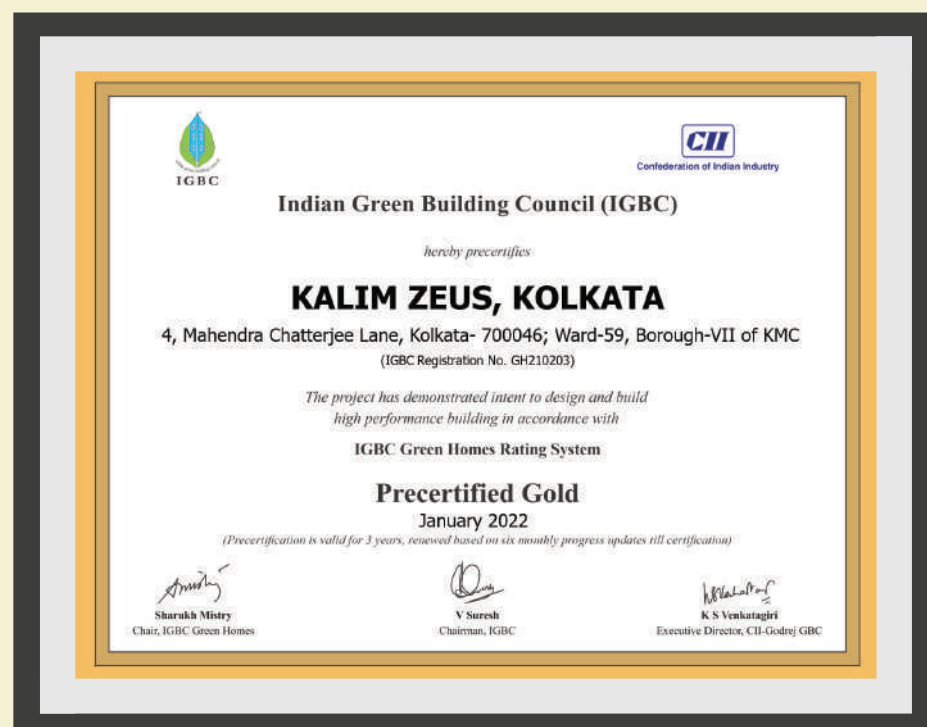 IGBC
CII
Confederation of Indian Industry
Indian Green Building Council (IGBC)
hereby precertifies
KALIM ZEUS, KOLKATA
4, Mahendra Chatterjee Lane, Kolkata- 700046; Ward-59, Borough-VII of KMC
(IGBC Registration No. GH210203)
The project has demonstrated intent to design and build
high performance building in accordance with
IGBC Green Homes Rating System
Precertified Gold
January 2022
(Precertification is valid for 3 years, renewed based on six monthly progress updates till certification)
Sharukh Mistry
Chair, IGBC Green Homes
V Suresh
Chairman, IGBC
K S Venkatagiri
Executive Director, CII-Godrej GBC